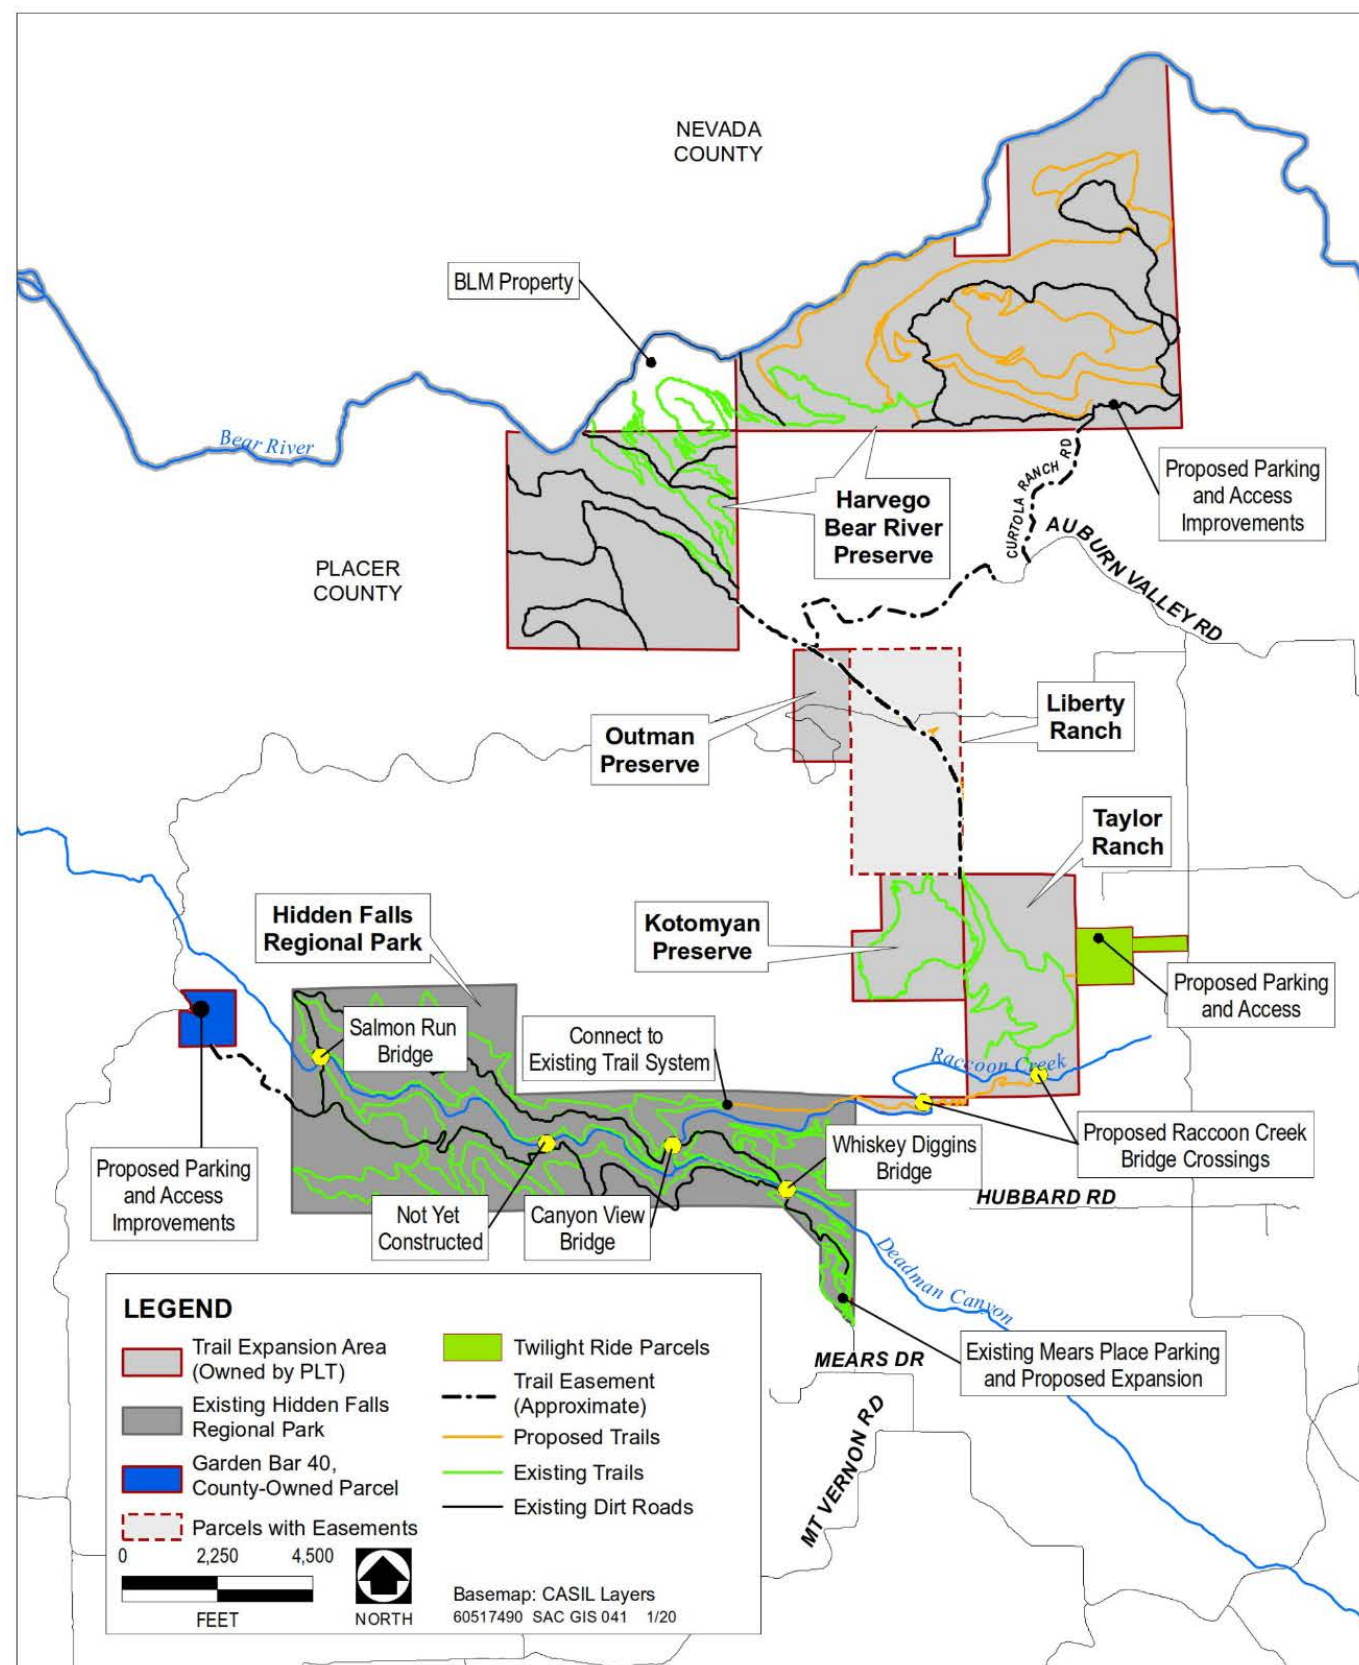 NEVADA
COUNTY
BLM Property
Bear River
Proposed Parking
and Access
Improvements
Harvego
Bear River
Preserve
CURTOLA RANCH RD
AUBURN VALLEY RD
PLACER
COUNTY
Outman
Preserve
Liberty
Ranch
Taylor
Ranch
Hidden Falls
Regional Park
Kotomyan
Preserve
Proposed Parking
and Access
Salmon Run
Bridge
Connect to
Existing Trail System
Raccoon Creek
Proposed Parking
and Access
Improvements
Not Yet
Constructed
Canyon View
Bridge
Whiskey Diggins
Bridge
Proposed Raccoon Creek
Bridge Crossings
HUBBARD RD
Deadman Canyon
Existing Mears Place Parking
and Proposed Expansion
MEARS DR
MT VERNON RD
LEGEND
Trail Expansion Area
(Owned by PLT)
Existing Hidden Falls
Regional Park
Garden Bar 40,
County-Owned Parcel
Parcels with Easements
Twilight Ride Parcels
Trail Easement
(Approximate)
Proposed Trails
Existing Trails
Existing Dirt Roads
0 2,250 4,500
FEET
NORTH
Basemap: CASIL Layers
60517490 SAC GIS 041 1/20